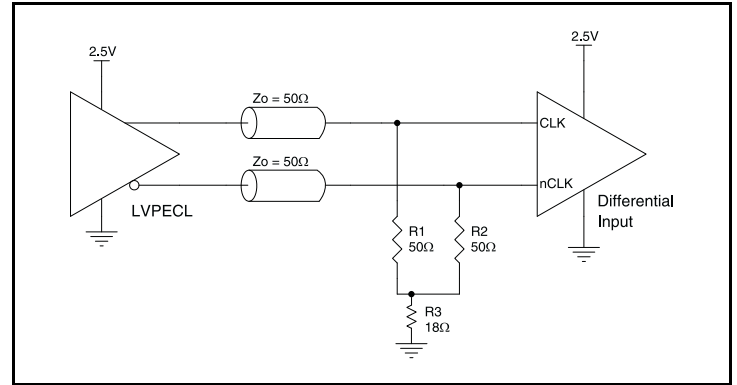 2.5V
2.5V
Zo = 50Ω
CLK
Zo = 50Ω
nCLK
LVPECL
Differential
Input
R1
50Ω
R2
50Ω
R3
18Ω